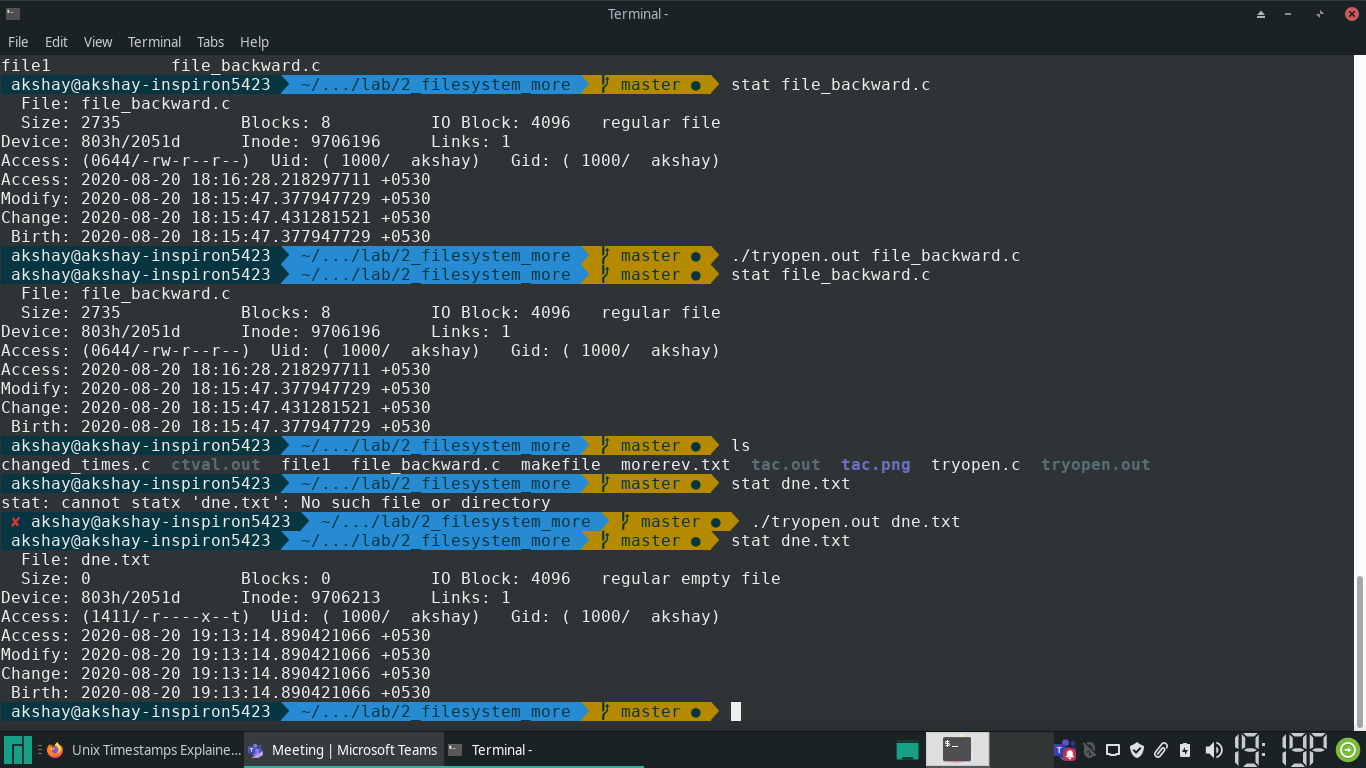 Terminal -
File Edit View Terminal Tabs Help
file1            file_backward.c
akshay@akshay-inspiron5423 ~/.../lab/2_filesystem_more master ● stat file_backward.c
  File: file_backward.c
  Size: 2735            Blocks: 8          IO Block: 4096   regular file
Device: 803h/2051d      Inode: 9706196     Links: 1
Access: (0644/-rw-r--r--)  Uid: ( 1000/  akshay)   Gid: ( 1000/  akshay)
Access: 2020-08-20 18:16:28.218297711 +0530
Modify: 2020-08-20 18:15:47.377947729 +0530
Change: 2020-08-20 18:15:47.431281521 +0530
 Birth: 2020-08-20 18:15:47.377947729 +0530
akshay@akshay-inspiron5423 ~/.../lab/2_filesystem_more master ● ./tryopen.out file_backward.c
akshay@akshay-inspiron5423 ~/.../lab/2_filesystem_more master ● stat file_backward.c
  File: file_backward.c
  Size: 2735            Blocks: 8          IO Block: 4096   regular file
Device: 803h/2051d      Inode: 9706196     Links: 1
Access: (0644/-rw-r--r--)  Uid: ( 1000/  akshay)   Gid: ( 1000/  akshay)
Access: 2020-08-20 18:16:28.218297711 +0530
Modify: 2020-08-20 18:15:47.377947729 +0530
Change: 2020-08-20 18:15:47.431281521 +0530
 Birth: 2020-08-20 18:15:47.377947729 +0530
akshay@akshay-inspiron5423 ~/.../lab/2_filesystem_more master ● ls
changed_times.c  ctval.out  file1  file_backward.c  makefile  morerev.txt  tac.out  tac.png  tryopen.c  tryopen.out
akshay@akshay-inspiron5423 ~/.../lab/2_filesystem_more master ● stat dne.txt
stat: cannot statx 'dne.txt': No such file or directory
✘ akshay@akshay-inspiron5423 ~/.../lab/2_filesystem_more master ● ./tryopen.out dne.txt
akshay@akshay-inspiron5423 ~/.../lab/2_filesystem_more master ● stat dne.txt
  File: dne.txt
  Size: 0               Blocks: 0          IO Block: 4096   regular empty file
Device: 803h/2051d      Inode: 9706213     Links: 1
Access: (1411/-r----x--t)  Uid: ( 1000/  akshay)   Gid: ( 1000/  akshay)
Access: 2020-08-20 19:13:14.890421066 +0530
Modify: 2020-08-20 19:13:14.890421066 +0530
Change: 2020-08-20 19:13:14.890421066 +0530
 Birth: 2020-08-20 19:13:14.890421066 +0530
akshay@akshay-inspiron5423 ~/.../lab/2_filesystem_more master ●
Unix Timestamps Explaine... Meeting | Microsoft Teams Terminal - 19:19P